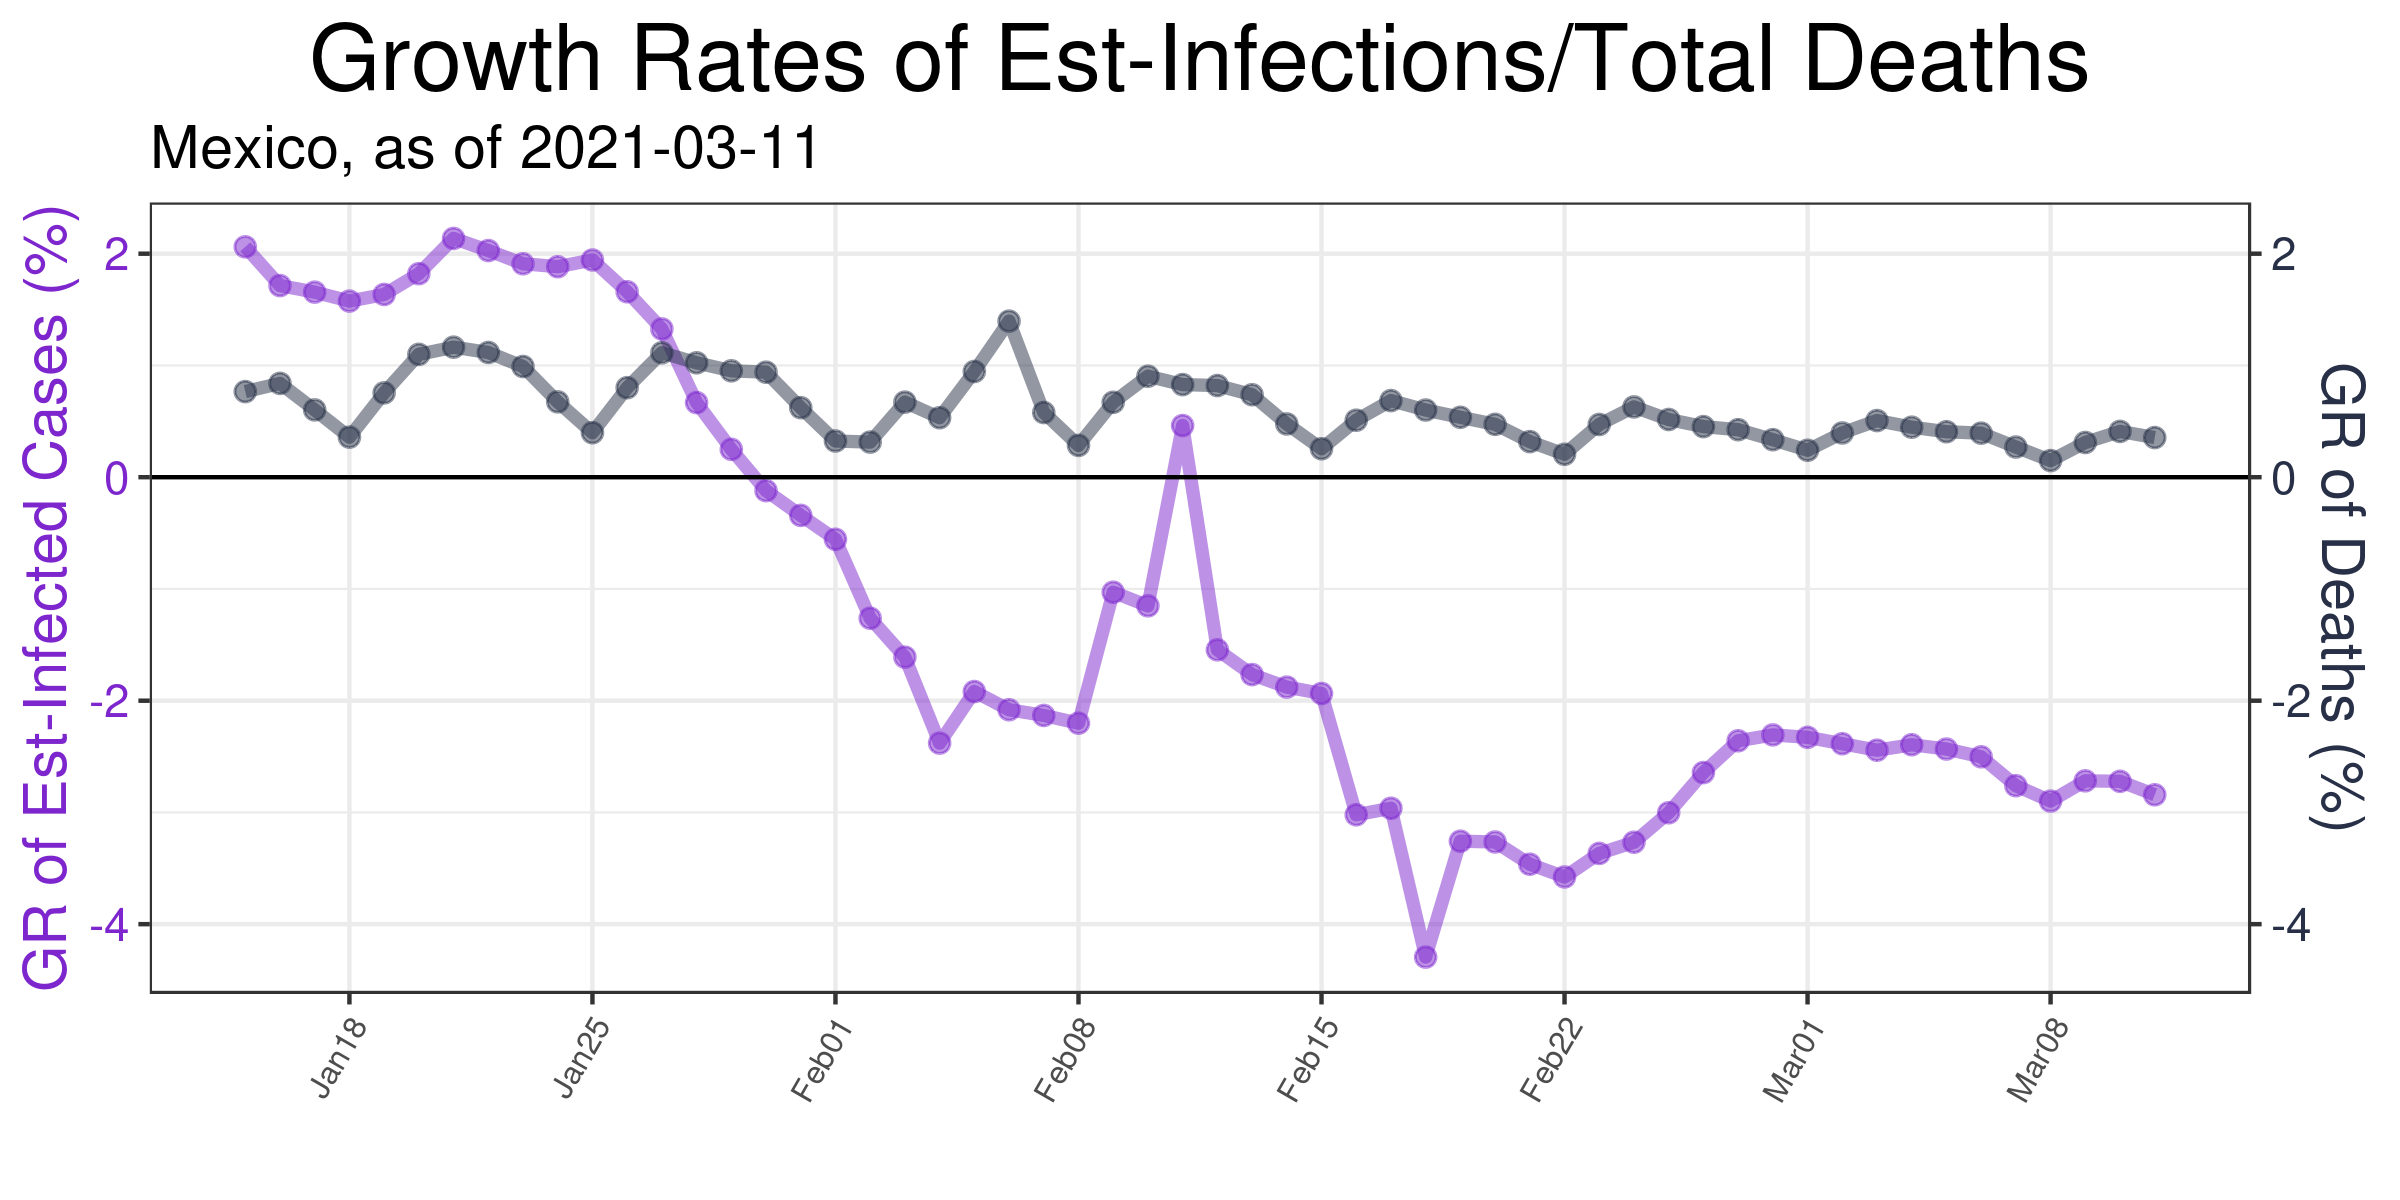 Growth Rates of Est-Infections/Total Deaths
Mexico, as of 2021-03-11
GR of Est-Infected Cases (%)
2
0
-2
-4
2
0
-2
-4
GR of Deaths (%)
Jan18
Jan25
Feb01
Feb08
Feb15
Feb22
Mar01
Mar08